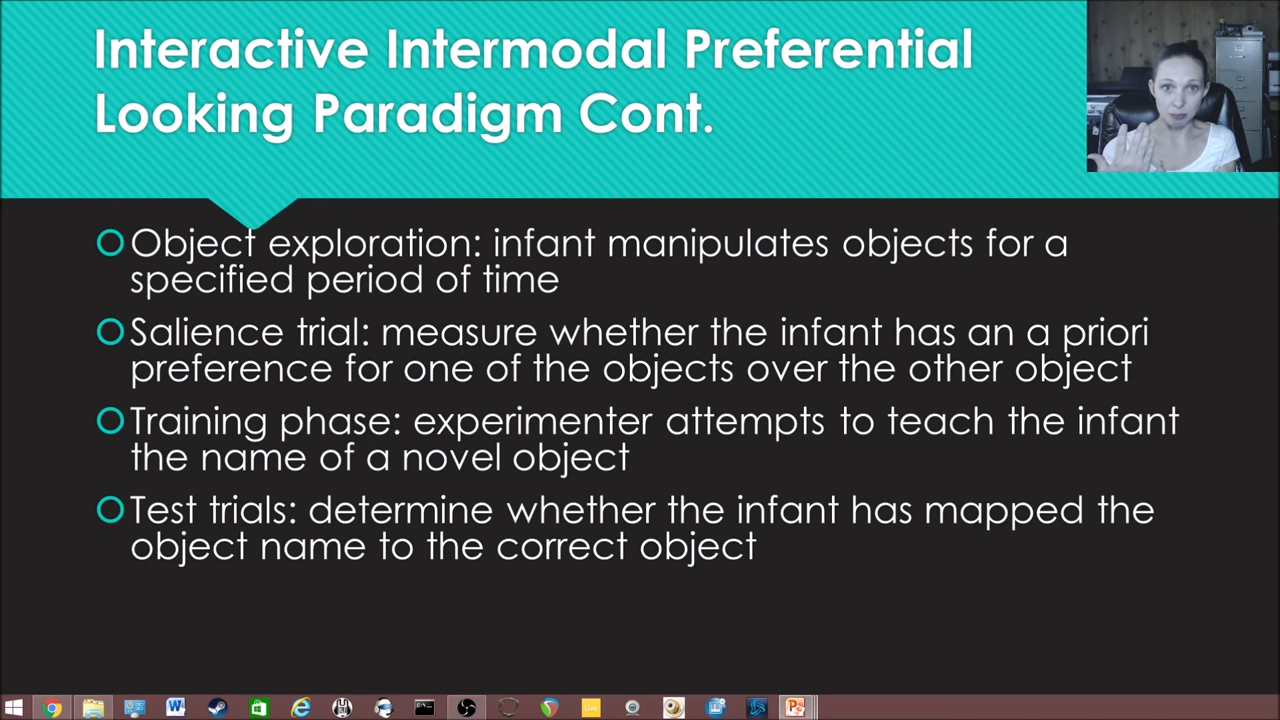 Interactive Intermodal Preferential
Looking Paradigm Cont.
Object exploration: infant manipulates objects for a
specified period of time
Salience trial: measure whether the infant has an a priori
preference for one of the objects over the other object
Training phase: experimenter attempts to teach the infant
the name of a novel object
Test trials: determine whether the infant has mapped the
object name to the correct object